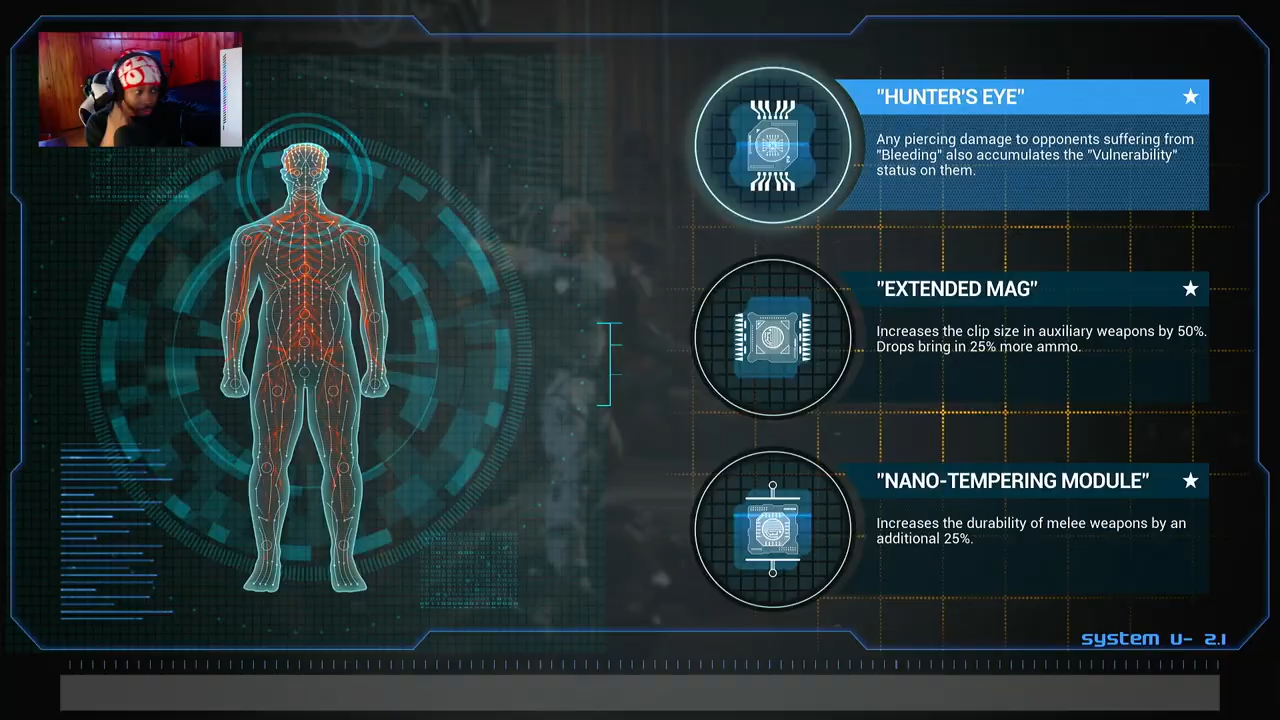 "HUNTER'S EYE"
Any piercing damage to opponents suffering from
"Bleeding" also accumulates the "Vulnerability"
status on them.
"EXTENDED MAG"
Increases the clip size in auxiliary weapons by 50%.
Drops bring in 25% more ammo.
"NANO-TEMPERING MODULE"
Increases the durability of melee weapons by an
additional 25%.
system U- 2.1